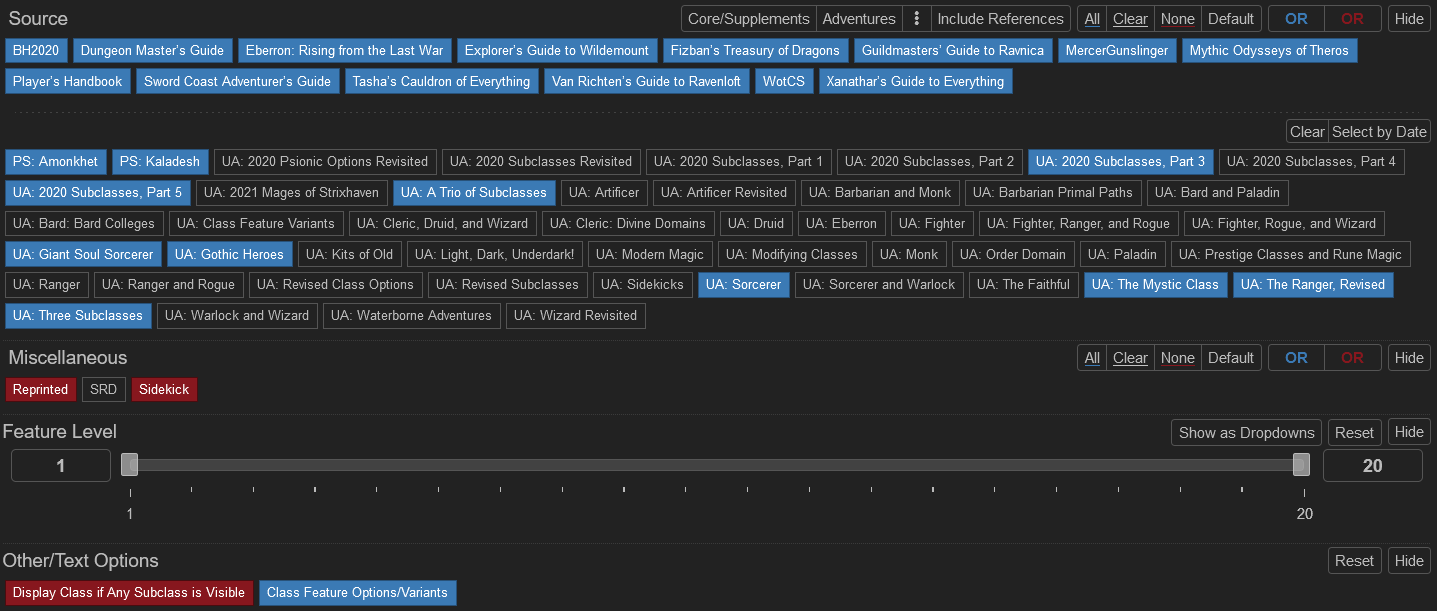 Source Core/Supplements Adventures ⋮ Include References All Clear None Default OR OR Hide
BH2020 Dungeon Master's Guide Eberron: Rising from the Last War Explorer's Guide to Wildemount Fizban's Treasury of Dragons Guildmasters' Guide to Ravnica MercerGunslinger Mythic Odysseys of Theros
Player's Handbook Sword Coast Adventurer's Guide Tasha's Cauldron of Everything Van Richten's Guide to Ravenloft WotCS Xanathar's Guide to Everything
Clear Select by Date
PS: Amonkhet PS: Kaladesh UA: 2020 Psionic Options Revisited UA: 2020 Subclasses Revisited UA: 2020 Subclasses, Part 1 UA: 2020 Subclasses, Part 2 UA: 2020 Subclasses, Part 3 UA: 2020 Subclasses, Part 4
UA: 2020 Subclasses, Part 5 UA: 2021 Mages of Strixhaven UA: A Trio of Subclasses UA: Artificer UA: Artificer Revisited UA: Barbarian and Monk UA: Barbarian Primal Paths UA: Bard and Paladin
UA: Bard: Bard Colleges UA: Class Feature Variants UA: Cleric, Druid, and Wizard UA: Cleric: Divine Domains UA: Druid UA: Eberron UA: Fighter UA: Fighter, Ranger, and Rogue UA: Fighter, Rogue, and Wizard
UA: Giant Soul Sorcerer UA: Gothic Heroes UA: Kits of Old UA: Light, Dark, Underdark! UA: Modern Magic UA: Modifying Classes UA: Monk UA: Order Domain UA: Paladin UA: Prestige Classes and Rune Magic
UA: Ranger UA: Ranger and Rogue UA: Revised Class Options UA: Revised Subclasses UA: Sidekicks UA: Sorcerer UA: Sorcerer and Warlock UA: The Faithful UA: The Mystic Class UA: The Ranger, Revised
UA: Three Subclasses UA: Warlock and Wizard UA: Waterborne Adventures UA: Wizard Revisited
Miscellaneous All Clear None Default OR OR Hide
Reprinted SRD Sidekick
Feature Level Show as Dropdowns Reset Hide
1 20
1 20
Other/Text Options Reset Hide
Display Class if Any Subclass is Visible Class Feature Options/Variants